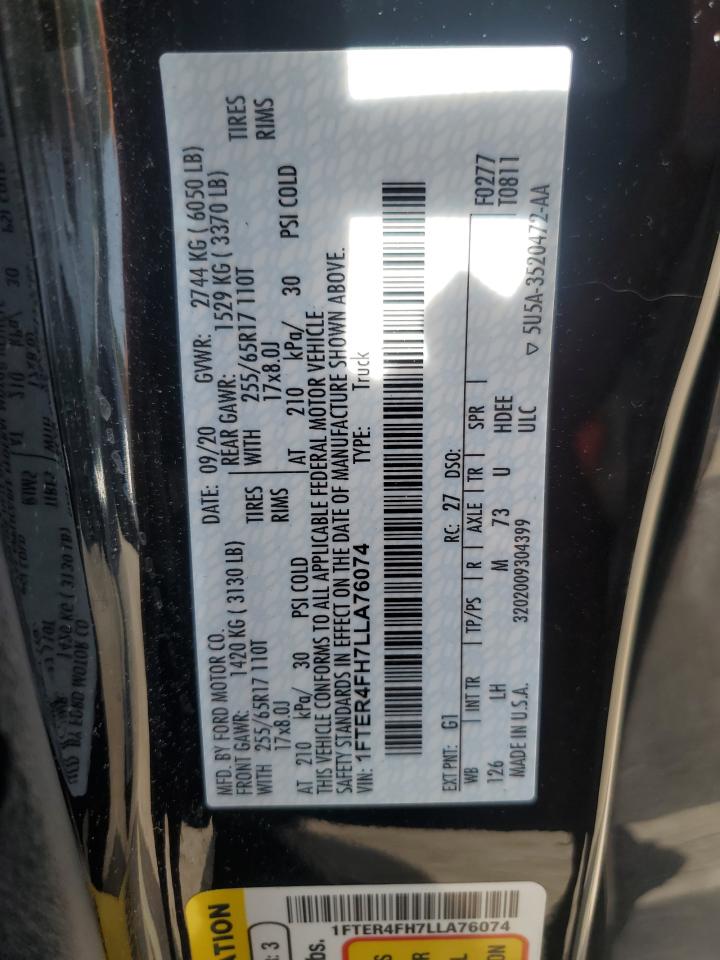 MFD. BY FORD MOTOR CO.
DATE: 09/20 GVWR: 2744 KG ( 6050 LB)
FRONT GAWR: 1420 KG ( 3130 LB) REAR GAWR: 1529 KG ( 3370 LB)
WITH 255/65R17 110T TIRES WITH 255/65R17 110T TIRES
17x8.0J RIMS 17x8.0J RIMS
AT 210 kPa/ 30 PSI COLD AT 210 kPa/ 30 PSI COLD
THIS VEHICLE CONFORMS TO ALL APPLICABLE FEDERAL MOTOR VEHICLE
SAFETY STANDARDS IN EFFECT ON THE DATE OF MANUFACTURE SHOWN ABOVE.
VIN: 1FTER4FH7LLA76074 TYPE: Truck
EXT PNT: G1 RC: 27 DSO: F0277
WB INT TR TP/PS R AXLE TR SPR T0811
126 LH M 73 U HDEE
ULC
MADE IN U.S.A. 3202009304399 ▽ 5U5A-3520472-AA
1FTER4FH7LLA76074